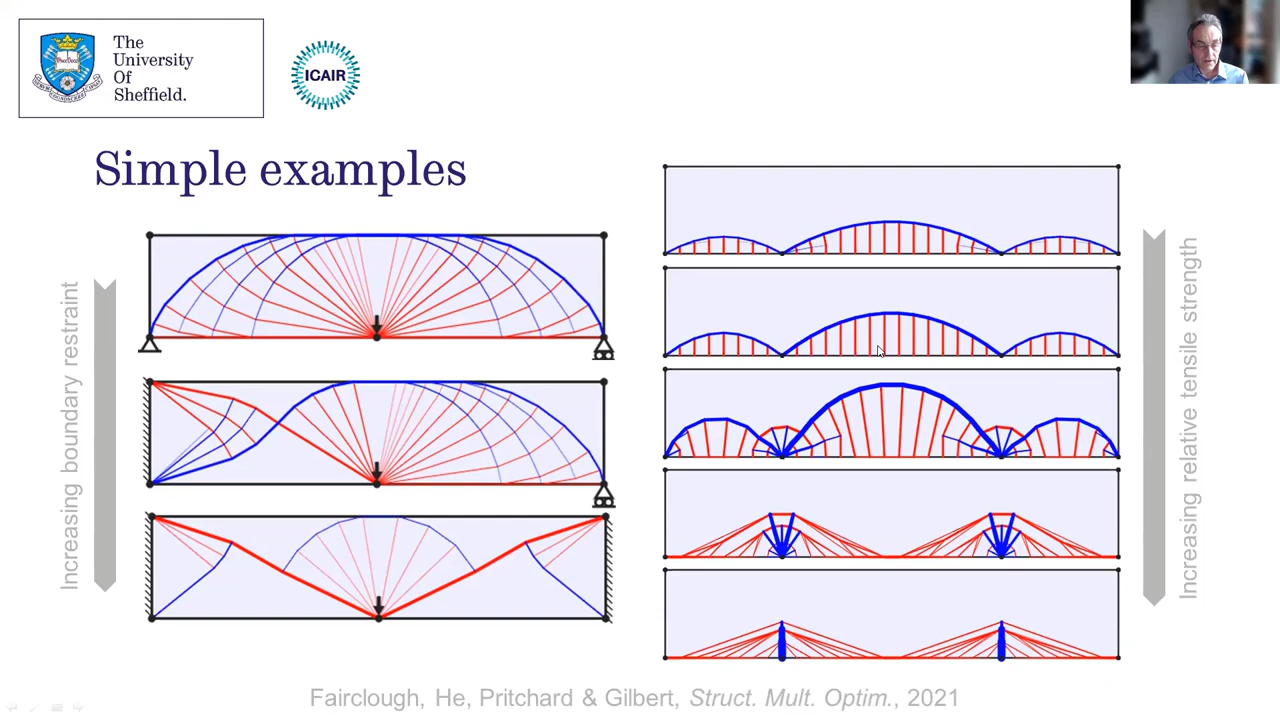 The
University
Of
Sheffield.
ICAIR
Simple examples
Increasing boundary restraint
Increasing relative tensile strength
Fairclough, He, Pritchard & Gilbert, Struct. Mult. Optim., 2021